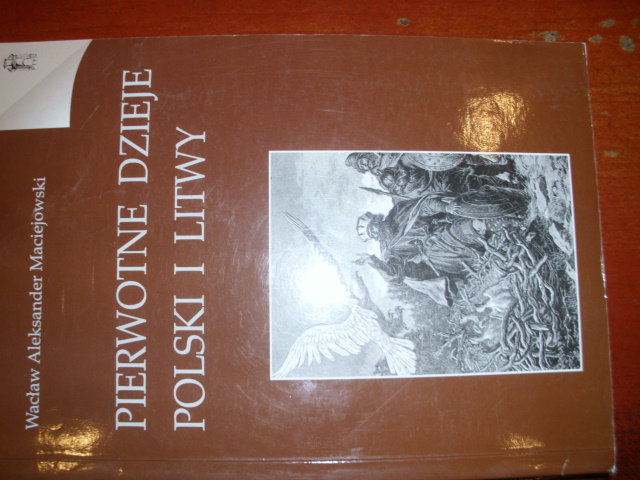 Wacław Aleksander Maciejowski
PIERWOTNE DZIEJE
POLSKI I LITWY